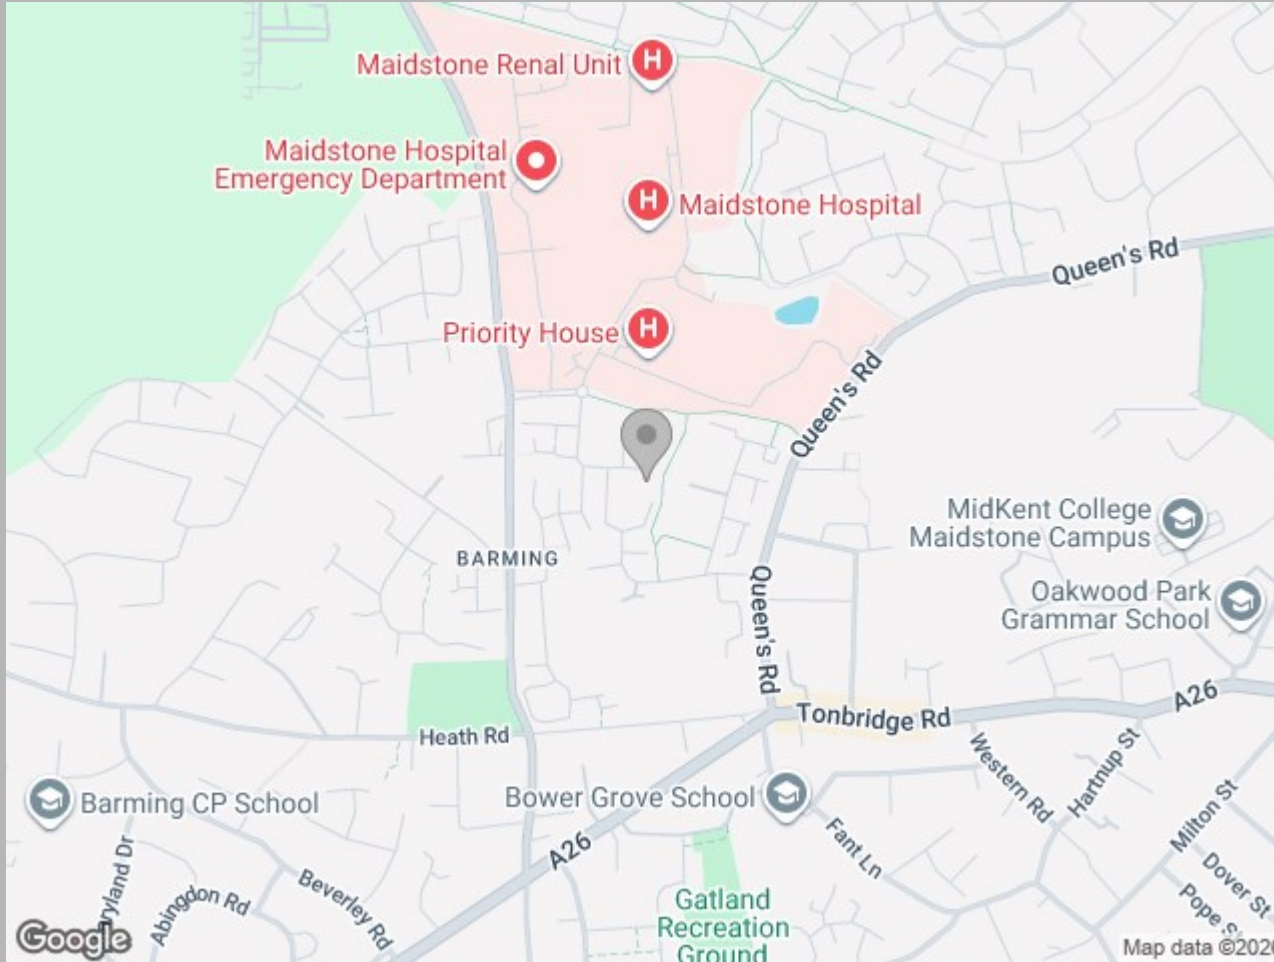 Maidstone Renal Unit
H
Maidstone Hospital
Emergency Department
H
Maidstone Hospital
Queen's Rd
Priority House
H
Queen's Rd
MidKent College
Maidstone Campus
BARMING
Queen's Rd
Oakwood Park
Grammar School
A26
Tonbridge Rd
Heath Rd
Western Rd
Hartnup St
Barming CP School
Bower Grove School
Milton St
A26
Fant Ln
Dover St
Beverley Rd
Abingdon Rd
Gatland
Recreation
Ground
Google
Map data